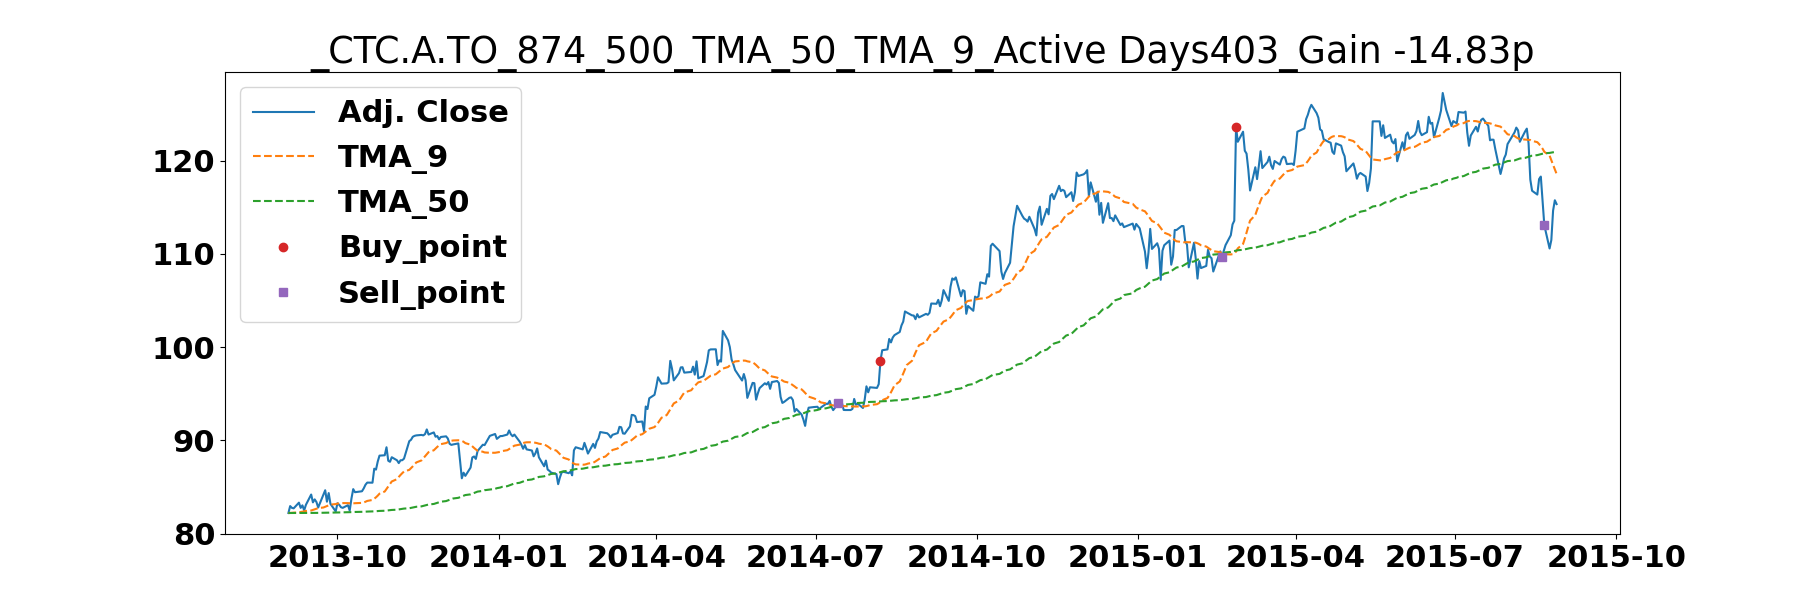 _CTC.A.TO_874_500_TMA_50_TMA_9_Active Days403_Gain -14.83p
Adj. Close
TMA_9
TMA_50
Buy_point
Sell_point
120
110
100
90
80
2013-10 2014-01 2014-04 2014-07 2014-10 2015-01 2015-04 2015-07 2015-10